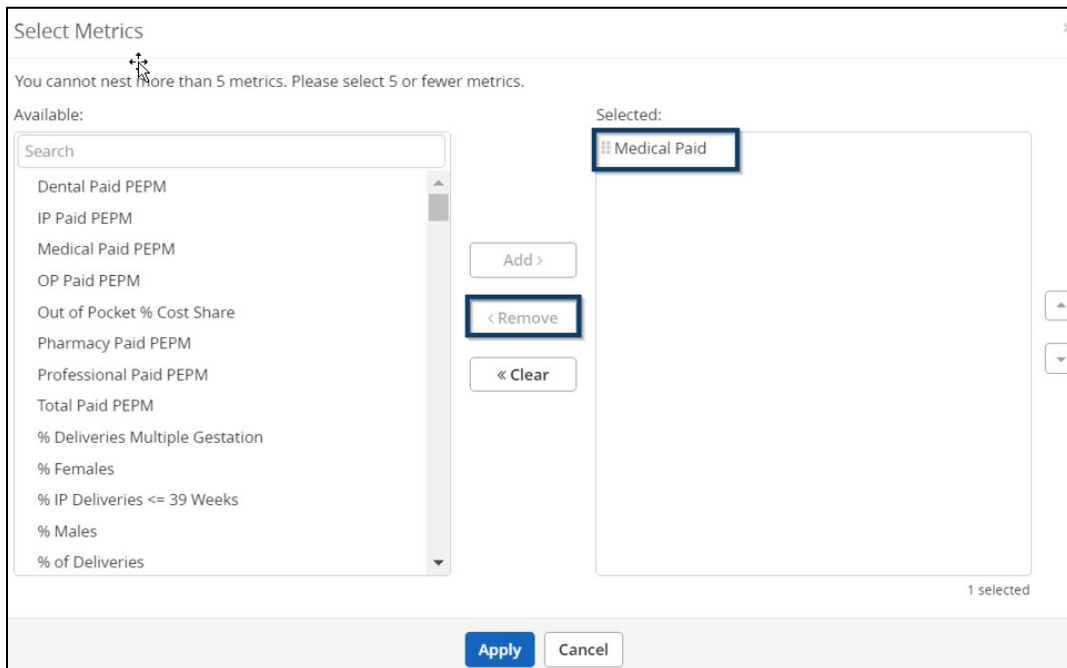 Select Metrics
You cannot nest more than 5 metrics. Please select 5 or fewer metrics.
Available:
Search
Dental Paid PEPM
IP Paid PEPM
Medical Paid PEPM
OP Paid PEPM
Out of Pocket % Cost Share
Pharmacy Paid PEPM
Professional Paid PEPM
Total Paid PEPM
% Deliveries Multiple Gestation
% Females
% IP Deliveries <= 39 Weeks
% Males
% of Deliveries
Add >
< Remove
« Clear
Selected:
Medical Paid
1 selected
Apply
Cancel